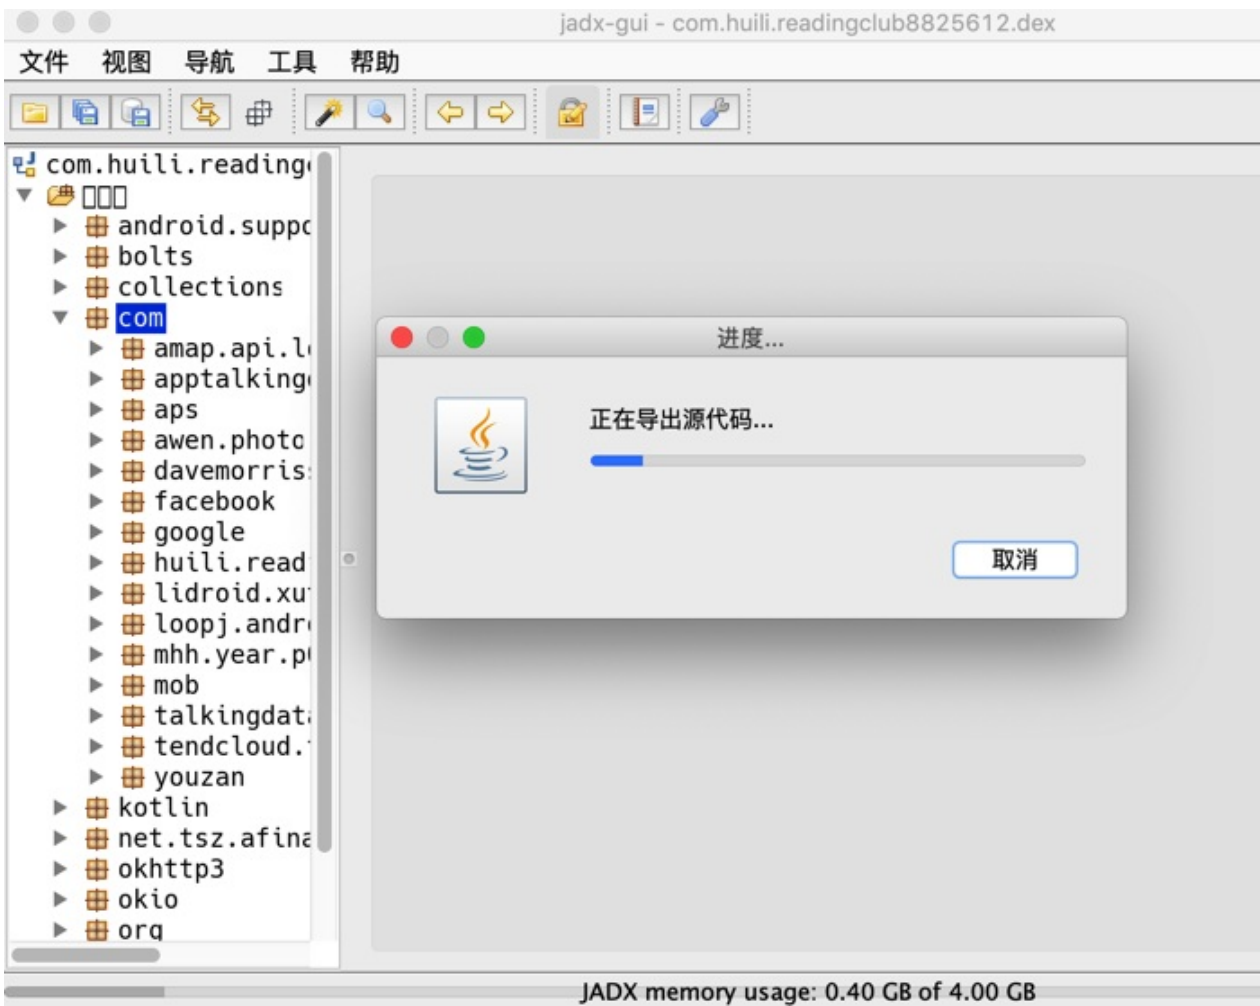 jadx-gui - com.huili.readingclub8825612.dex
文件 视图 导航 工具 帮助
com.huili.reading
android.suppo
bolts
collections
com
amap.api.l
apptalking
aps
awen.photo
davemorris
facebook
google
huili.read
lidroid.xu
loopj.andr
mhh.year.p
mob
talkingdat
tendcloud.
youzan
kotlin
net.tsz.afina
okhttp3
okio
org
进度...
正在导出源代码...
取消
JADX memory usage: 0.40 GB of 4.00 GB